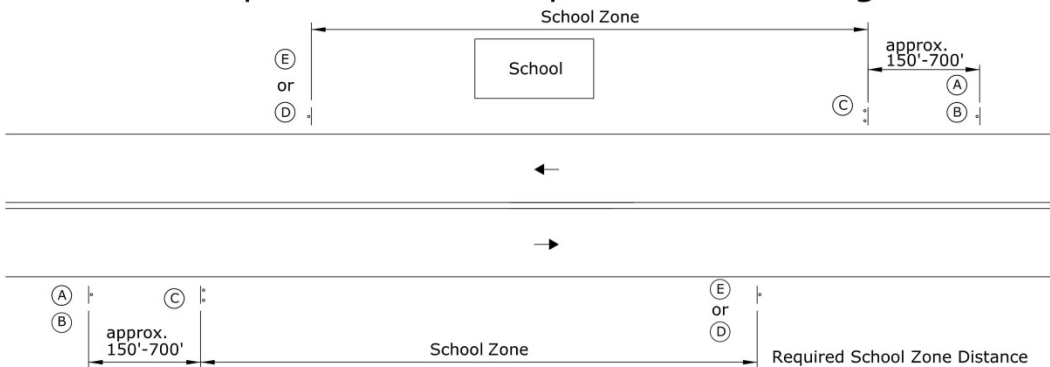 School Zone
approx.
150'-700'
E
or
D
School
C
A
B
A
B
approx.
150'-700'
C
School Zone
E
or
D
Required School Zone Distance